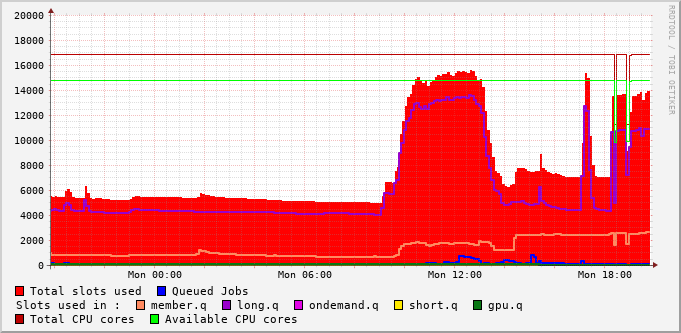 20000
18000
16000
14000
12000
10000
8000
6000
4000
2000
0
Mon 00:00 Mon 06:00 Mon 12:00 Mon 18:00
RRDTOOL / TOBI OETIKER
Total slots used Queued Jobs
Slots used in : member.q long.q ondemand.q short.q gpu.q
Total CPU cores Available CPU cores